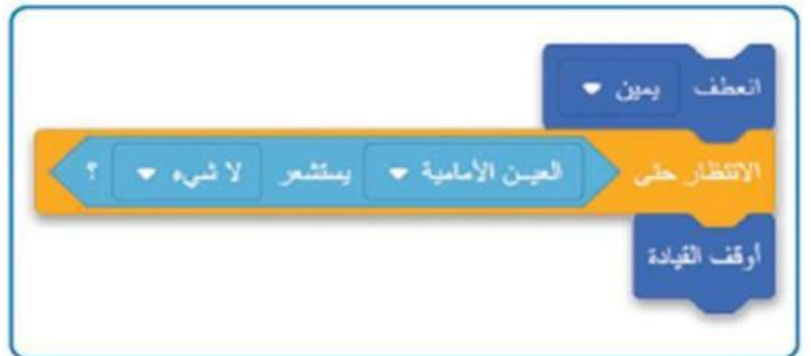 انعطف يمين
الانتظار حتى العين الأمامية يستشعر لا شيء ؟
أوقف القيادة